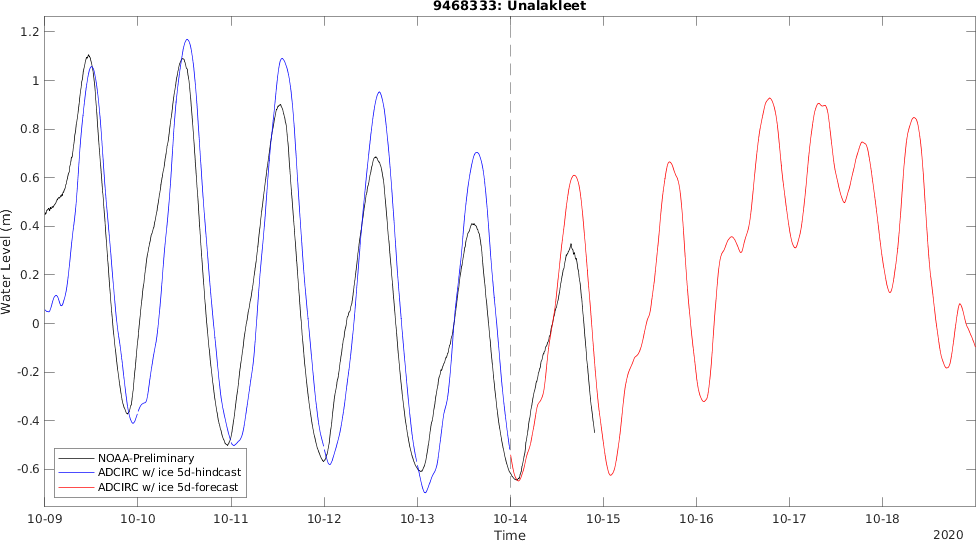 9468333: Unalakleet
Water Level (m)
1.2
1
0.8
0.6
0.4
0.2
0
-0.2
-0.4
-0.6
NOAA-Preliminary
ADCIRC w/ ice 5d-hindcast
ADCIRC w/ ice 5d-forecast
10-09 10-10 10-11 10-12 10-13 10-14 10-15 10-16 10-17 10-18
Time
2020